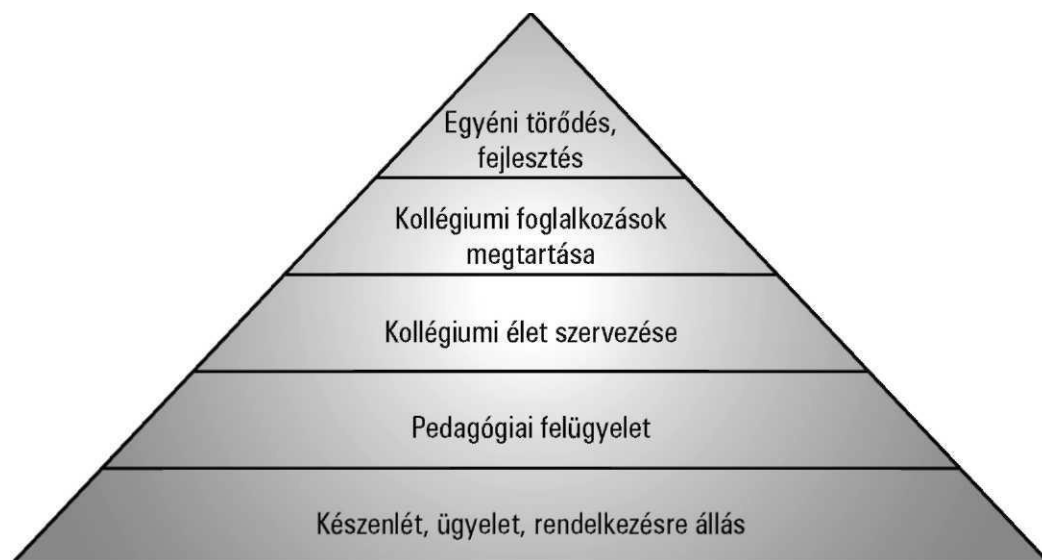 Egyéni törődés,
fejlesztés
Kollégiumi foglalkozások
megtartása
Kollégiumi élet szervezése
Pedagógiai felügyelet
Készenlét, ügyelet, rendelkezésre állás